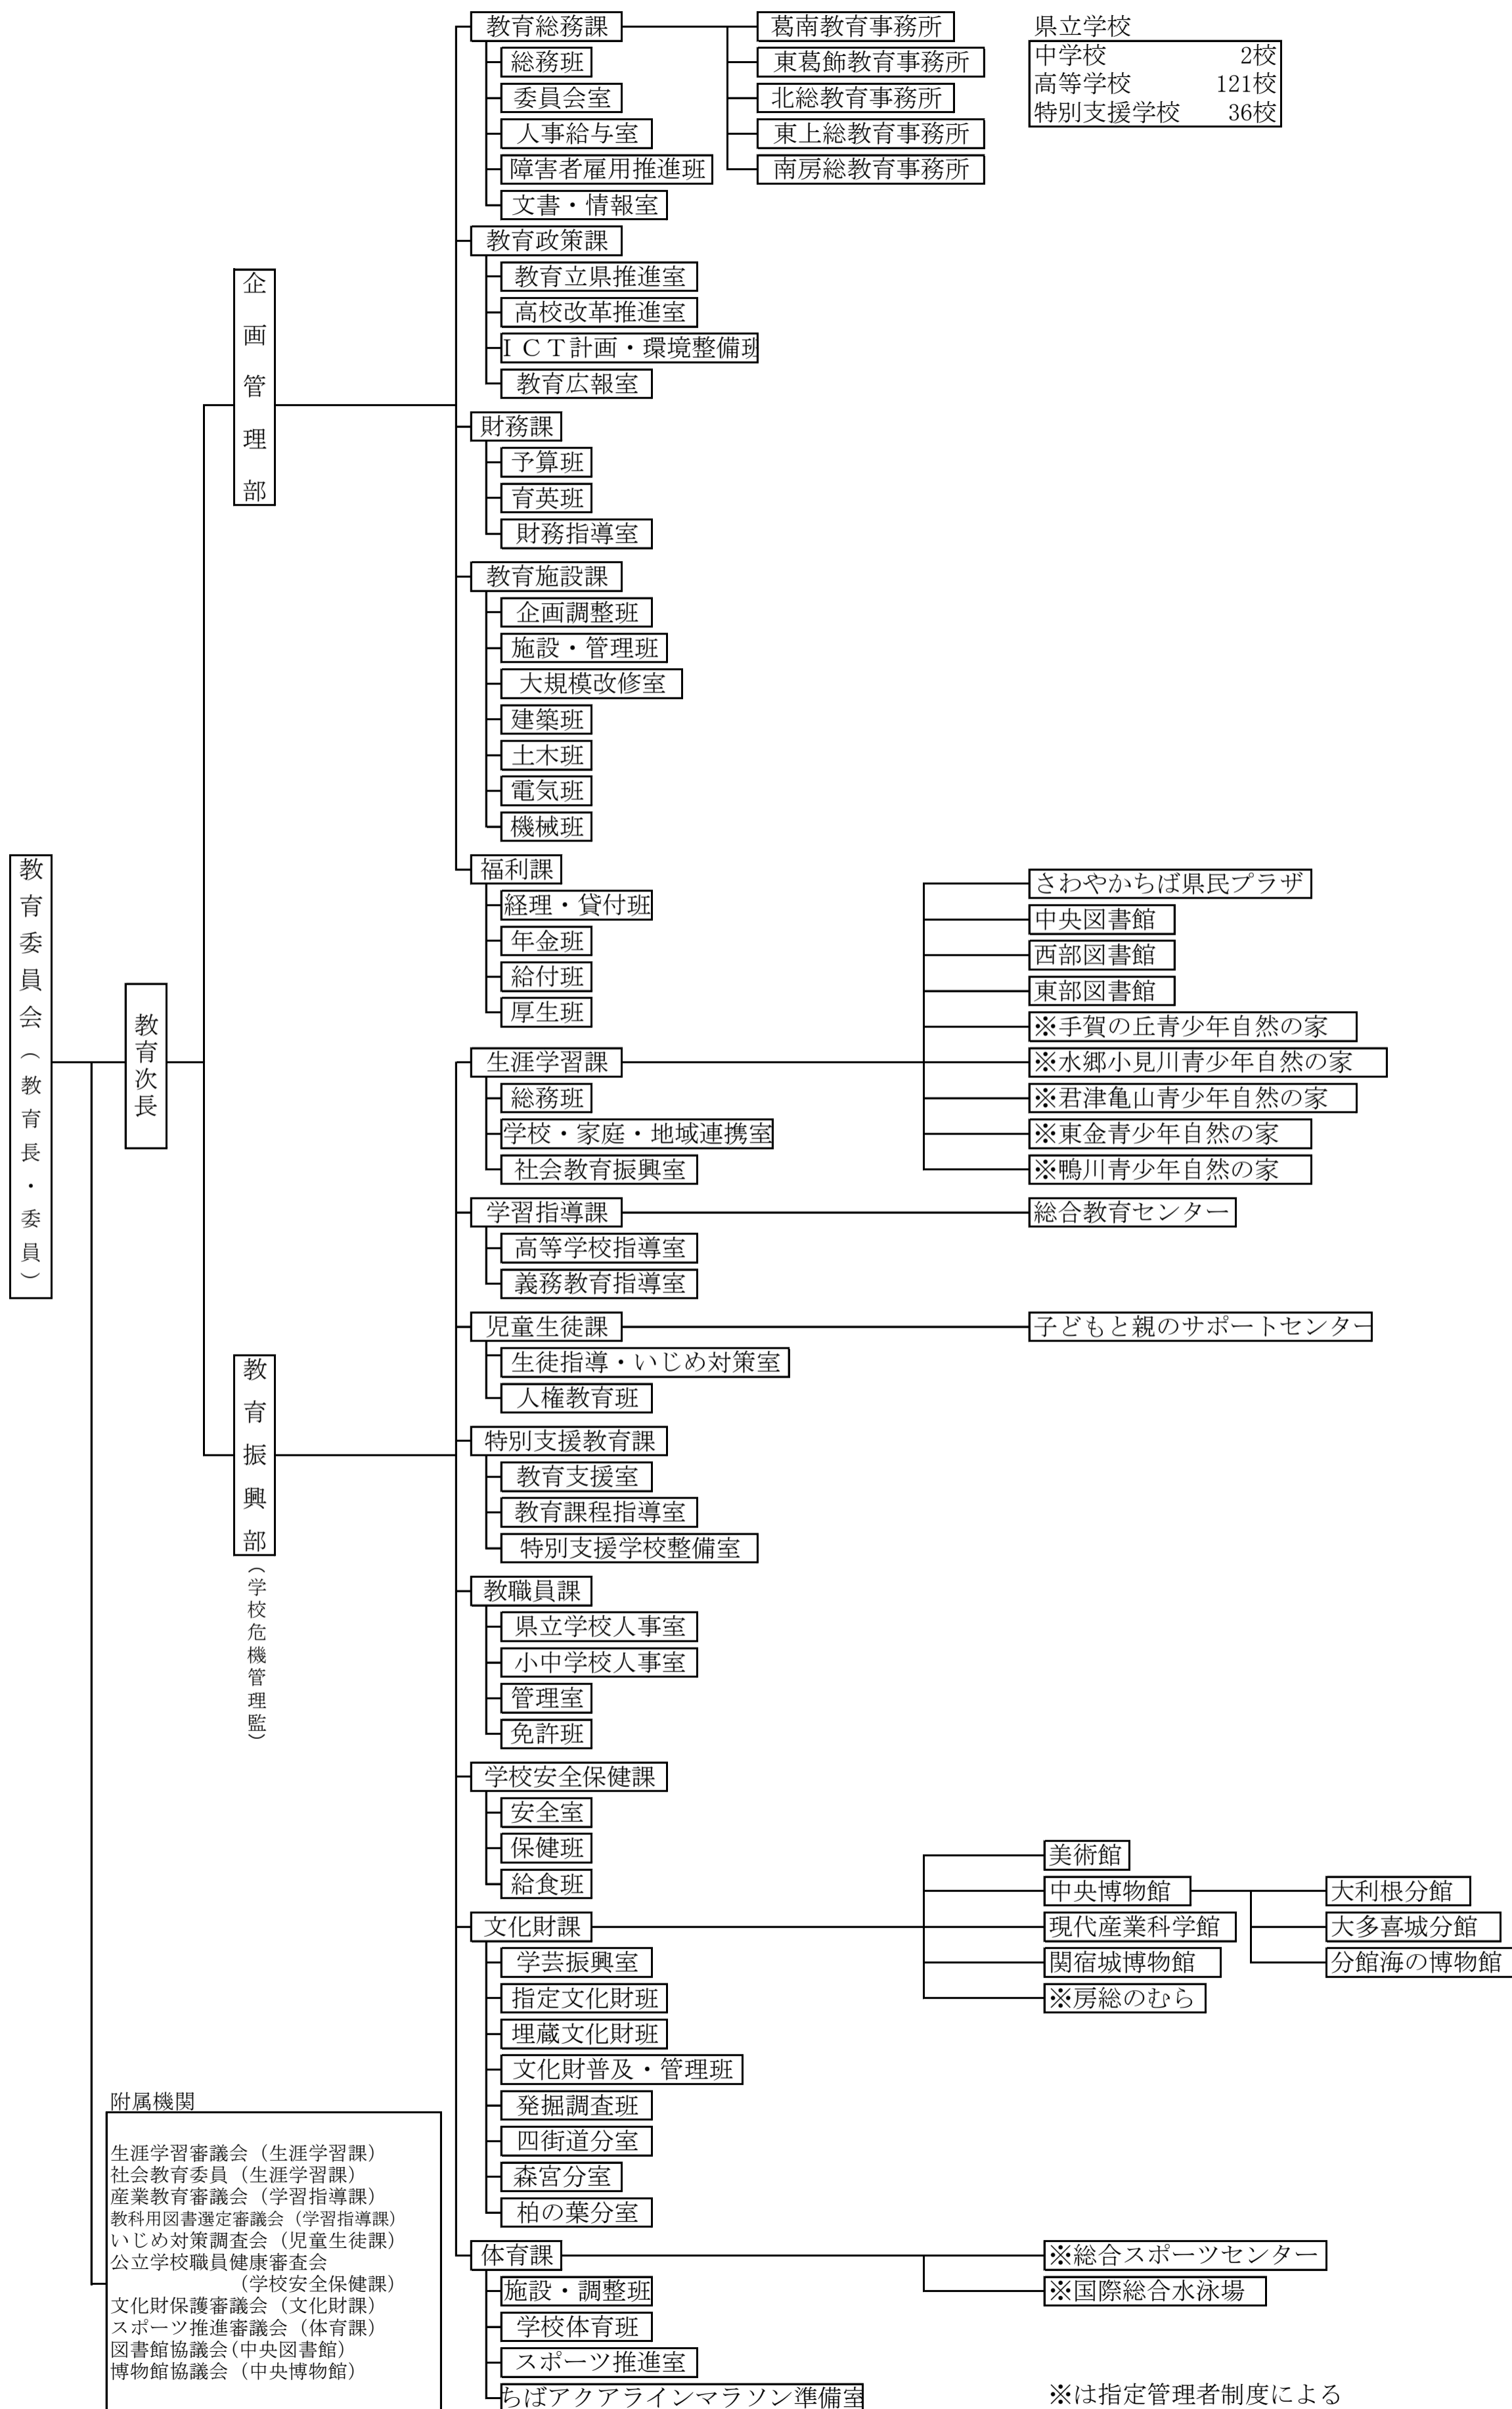 教育委員会（教育長・委員）
教育次長
企画管理部
教育総務課
総務班
委員会室
人事給与室
障害者雇用推進班
文書・情報室
葛南教育事務所
東葛飾教育事務所
北総教育事務所
東上総教育事務所
南房総教育事務所
県立学校
中学校 2校
高等学校 121校
特別支援学校 36校
教育政策課
教育立県推進室
高校改革推進室
ＩＣＴ計画・環境整備班
教育広報室
財務課
予算班
育英班
財務指導室
教育施設課
企画調整班
施設・管理班
大規模改修室
建築班
土木班
電気班
機械班
福利課
経理・貸付班
年金班
給付班
厚生班
教育振興部
（学校危機管理監）
生涯学習課
総務班
学校・家庭・地域連携室
社会教育振興室
さわやかちば県民プラザ
中央図書館
西部図書館
東部図書館
※手賀の丘青少年自然の家
※水郷小見川青少年自然の家
※君津亀山青少年自然の家
※東金青少年自然の家
※鴨川青少年自然の家
学習指導課
高等学校指導室
義務教育指導室
総合教育センター
児童生徒課
生徒指導・いじめ対策室
人権教育班
子どもと親のサポートセンター
特別支援教育課
教育支援室
教育課程指導室
特別支援学校整備室
教職員課
県立学校人事室
小中学校人事室
管理室
免許班
学校安全保健課
安全室
保健班
給食班
文化財課
学芸振興室
指定文化財班
埋蔵文化財班
文化財普及・管理班
発掘調査班
四街道分室
森宮分室
柏の葉分室
美術館
中央博物館
現代産業科学館
関宿城博物館
※房総のむら
大利根分館
大多喜城分館
分館海の博物館
体育課
施設・調整班
学校体育班
スポーツ推進室
ちばアクアラインマラソン準備室
※総合スポーツセンター
※国際総合水泳場
附属機関
生涯学習審議会（生涯学習課）
社会教育委員（生涯学習課）
産業教育審議会（学習指導課）
教科用図書選定審議会（学習指導課）
いじめ対策調査会（児童生徒課）
公立学校職員健康審査会
（学校安全保健課）
文化財保護審議会（文化財課）
スポーツ推進審議会（体育課）
図書館協議会(中央図書館）
博物館協議会（中央博物館）
※は指定管理者制度による